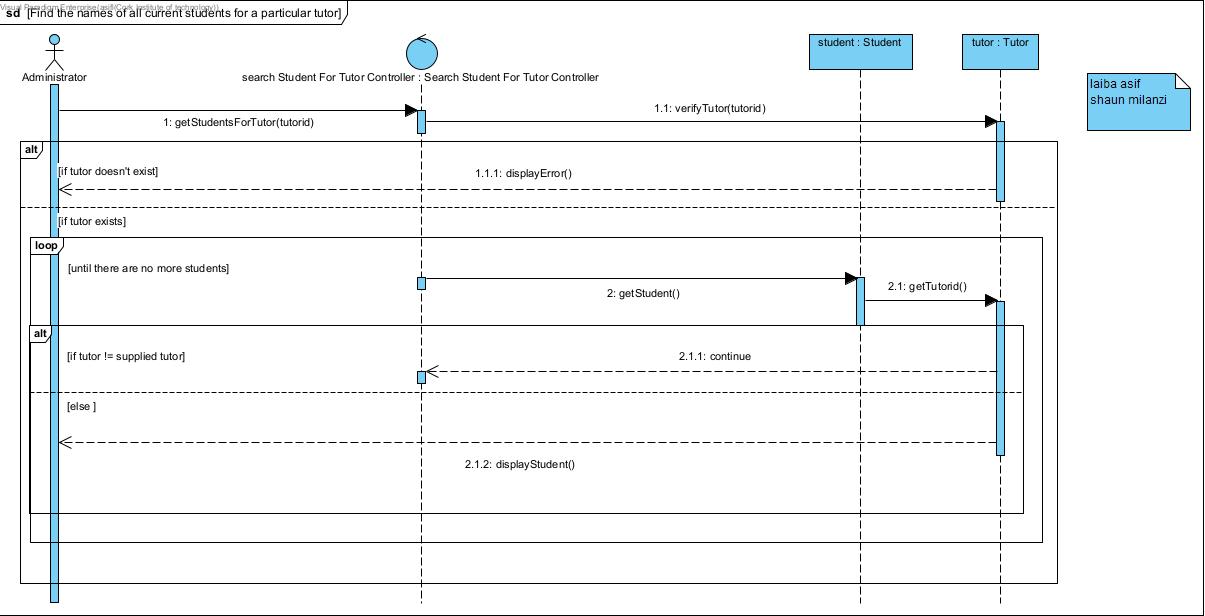 Visual Paradigm Enterprise(asif(Cork Institute of technology))
sd [Find the names of all current students for a particular tutor]
Administrator
search Student For Tutor Controller : Search Student For Tutor Controller
student : Student
tutor : Tutor
laiba asif
shaun milanzi
1: getStudentsForTutor(tutorid)
1.1: verifyTutor(tutorid)
alt
[if tutor doesn't exist]
1.1.1: displayError()
[if tutor exists]
loop
[until there are no more students]
2: getStudent()
2.1: getTutorid()
alt
[if tutor != supplied tutor]
2.1.1: continue
[else ]
2.1.2: displayStudent()